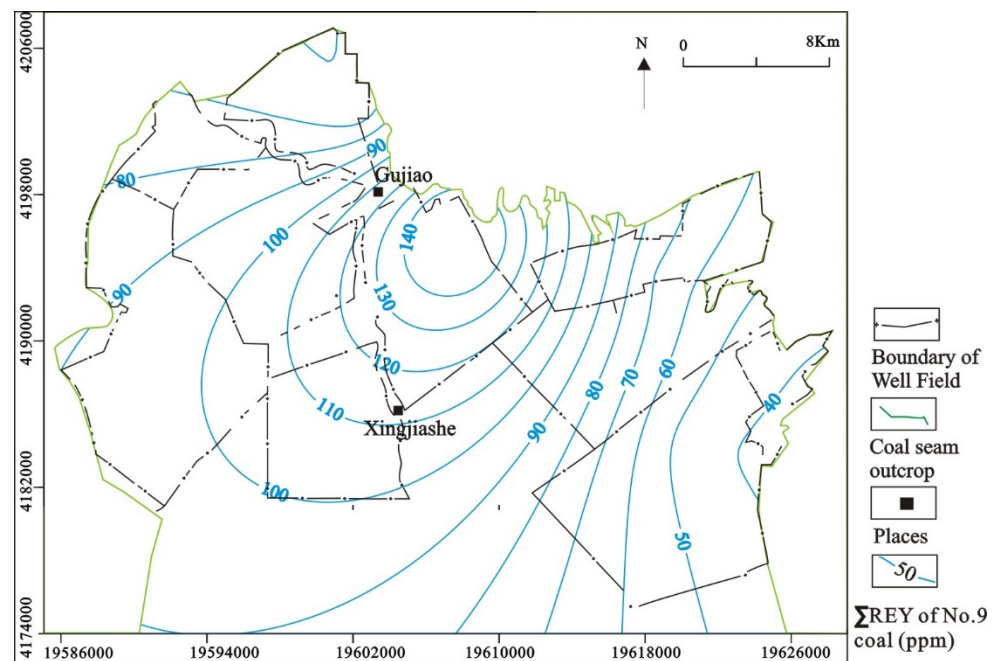 4206000
4198000
4190000
4182000
4174000
N
0 8Km
90
Gujiao
80
100
140
90
130
120
110
Xingjiashe
100
90
80
70
60
50
40
19586000 19594000 19602000 19610000 19618000 19626000
Boundary of
Well Field
Coal seam
outcrop
Places
50
∑REY of No.9
coal (ppm)